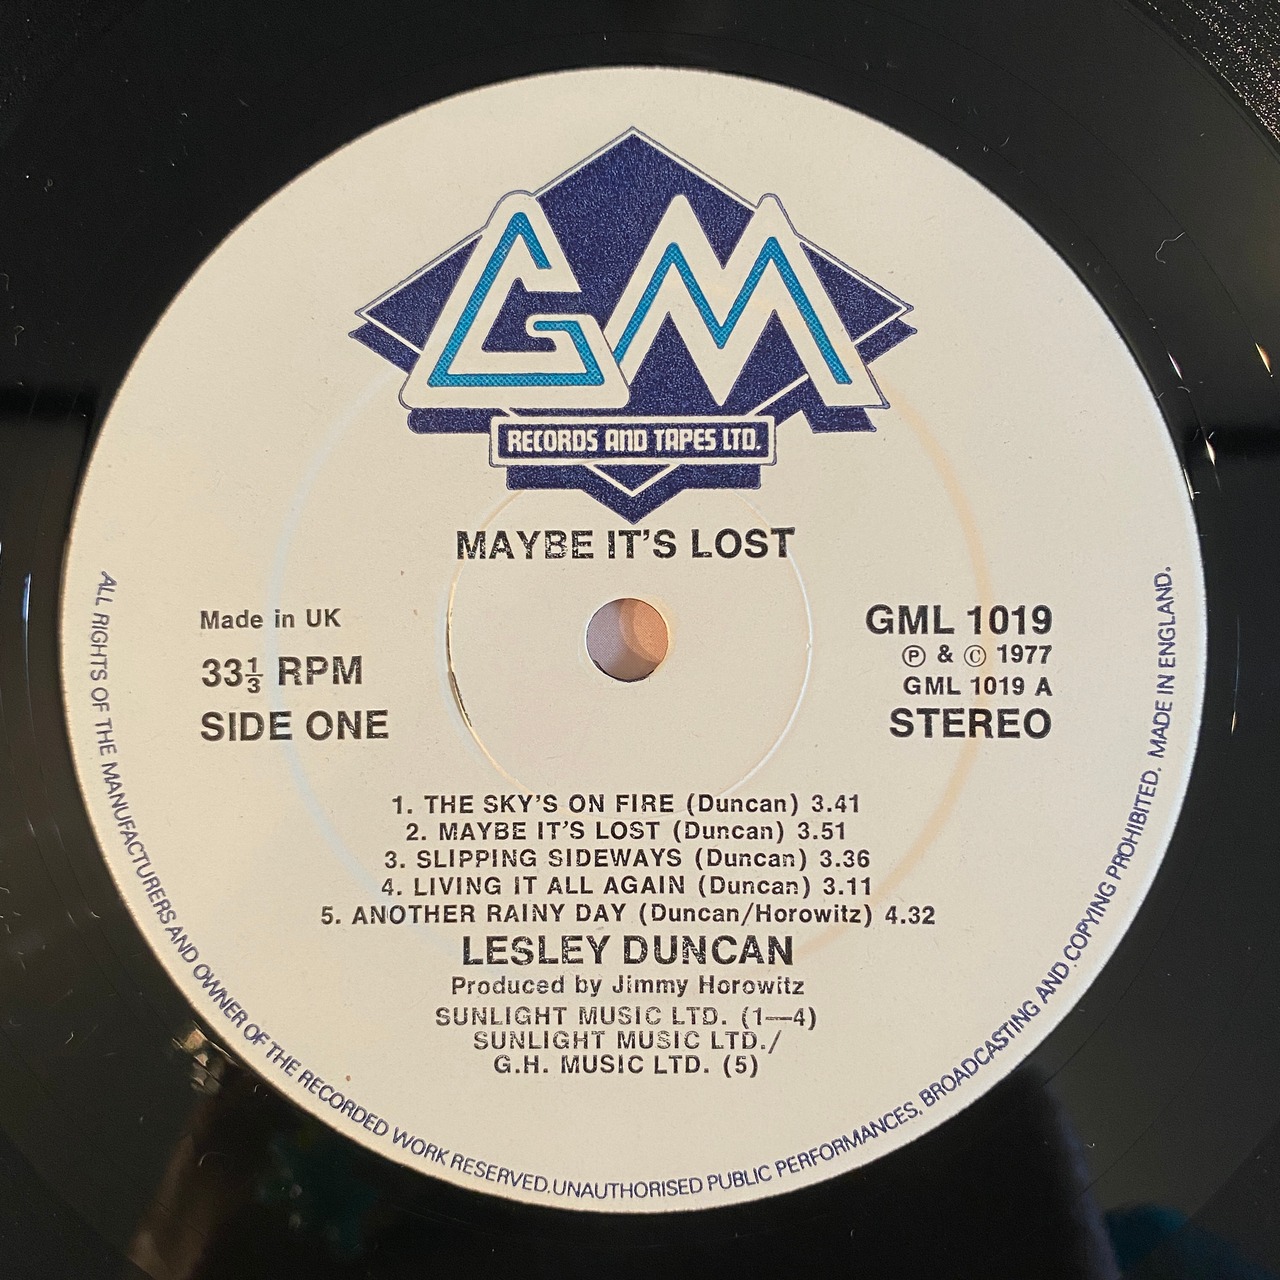 GM
RECORDS AND TAPES LTD.
MAYBE IT'S LOST
Made in UK
33⅓ RPM
SIDE ONE
GML 1019
Ⓟ & © 1977
GML 1019 A
STEREO
1. THE SKY'S ON FIRE (Duncan) 3.41
2. MAYBE IT'S LOST (Duncan) 3.51
3. SLIPPING SIDEWAYS (Duncan) 3.36
4. LIVING IT ALL AGAIN (Duncan) 3.11
5. ANOTHER RAINY DAY (Duncan/Horowitz) 4.32
LESLEY DUNCAN
Produced by Jimmy Horowitz
SUNLIGHT MUSIC LTD. (1—4)
SUNLIGHT MUSIC LTD./
G.H. MUSIC LTD. (5)
ALL RIGHTS OF THE MANUFACTURERS AND OWNER OF THE RECORDED WORK RESERVED. UNAUTHORISED PUBLIC PERFORMANCES, BROADCASTING AND COPYING PROHIBITED. MADE IN ENGLAND.